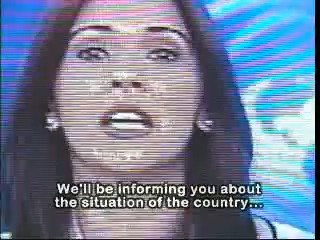 We'll be informing you about
the situation of the country...